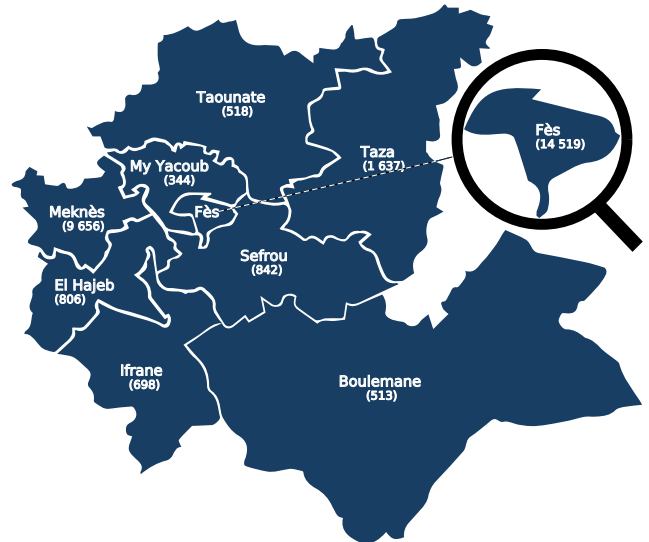 Taounate
(518)
Fès
(14 519)
Taza
(1 637)
My Yacoub
(344)
Meknès
(9 656)
Fès
Sefrou
(842)
El Hajeb
(806)
Ifrane
(698)
Boulemane
(513)